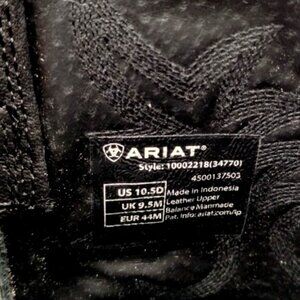 ARIAT®
Style: 10002218(34770)
4500137503
US 10.5D Made in Indonesia
UK 9.5M Leather Upper
EUR 44M Balance Manmade
Pat. Info: ariat.com/ip